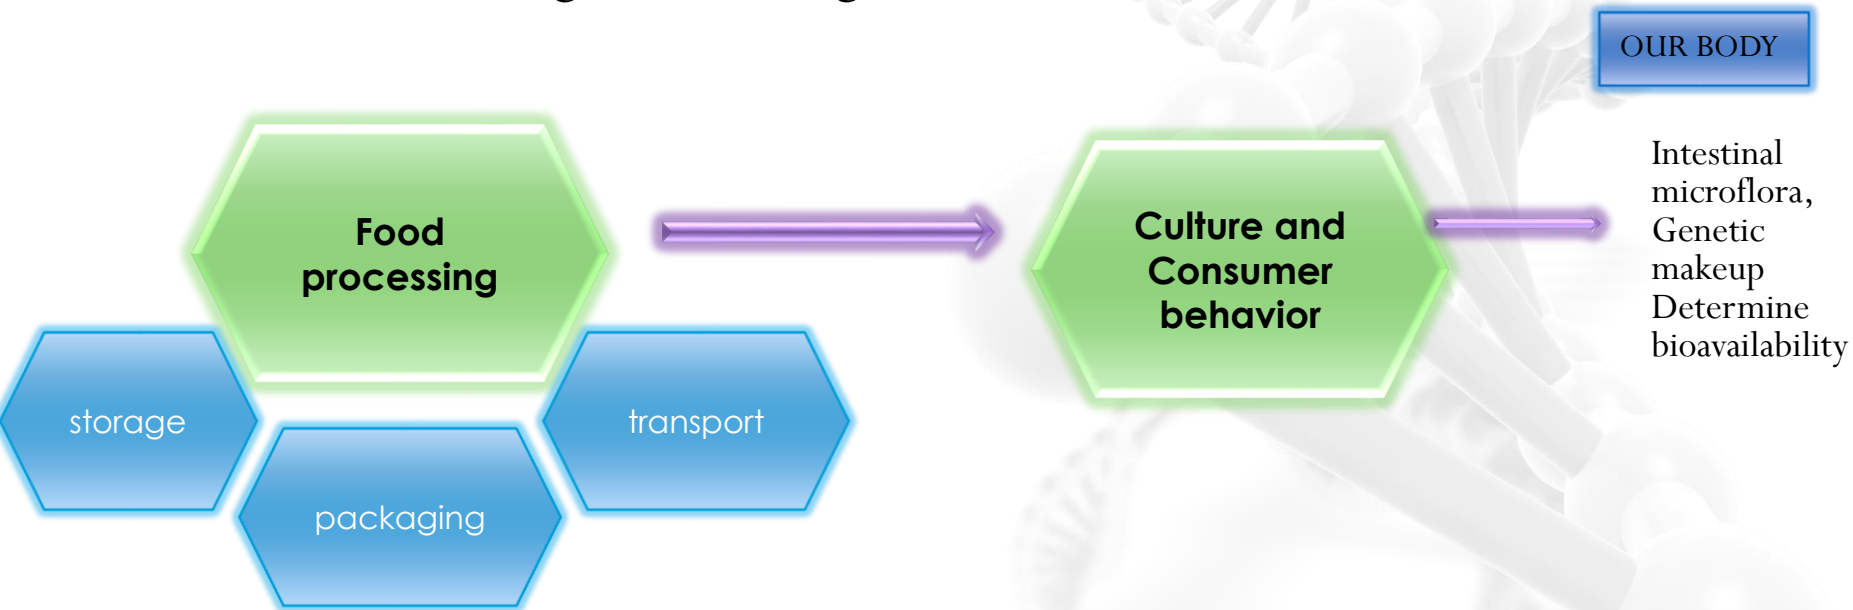 OUR BODY
Food
processing
storage
packaging
transport
Culture and
Consumer
behavior
Intestinal
microflora,
Genetic
makeup
Determine
bioavailability